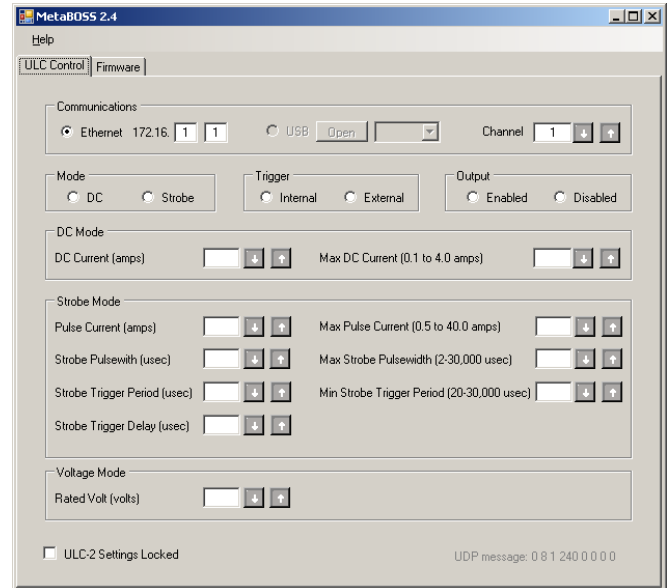 MetaBOSS 2.4
Help
ULC Control Firmware
Communications
Ethernet 172.16. 1 1 USB Open Channel 1
Mode Trigger Output
DC Strobe Internal External Enabled Disabled
DC Mode
DC Current (amps) Max DC Current (0.1 to 4.0 amps)
Strobe Mode
Pulse Current (amps) Max Pulse Current (0.5 to 40.0 amps)
Strobe Pulsewith (usec) Max Strobe Pulsewidth (2-30,000 usec)
Strobe Trigger Period (usec) Min Strobe Trigger Period (20-30,000 usec)
Strobe Trigger Delay (usec)
Voltage Mode
Rated Volt (volts)
ULC-2 Settings Locked UDP message: 0 8 1 240 0 0 0 0